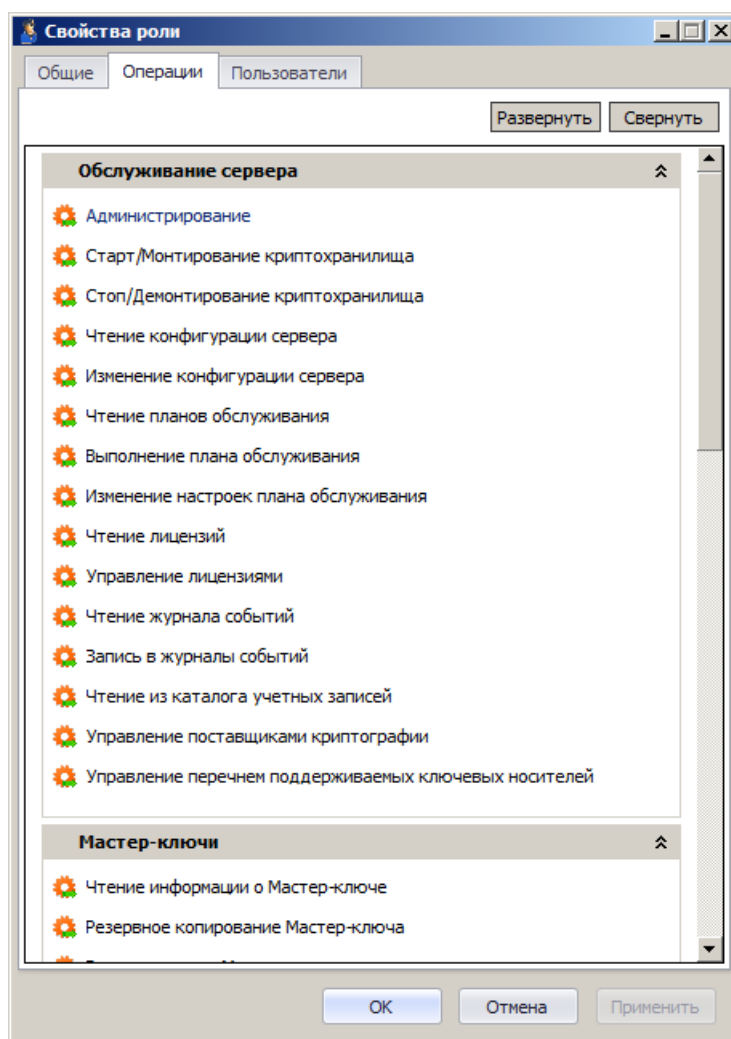 Свойства роли
Общие Операции Пользователи
Развернуть Свернуть
Обслуживание сервера
Администрирование
Старт/Монтирование криптохранилища
Стоп/Демонтирование криптохранилища
Чтение конфигурации сервера
Изменение конфигурации сервера
Чтение планов обслуживания
Выполнение плана обслуживания
Изменение настроек плана обслуживания
Чтение лицензий
Управление лицензиями
Чтение журнала событий
Запись в журналы событий
Чтение из каталога учетных записей
Управление поставщиками криптографии
Управление перечнем поддерживаемых ключевых носителей
Мастер-ключи
Чтение информации о Мастер-ключе
Резервное копирование Мастер-ключа
OK Отмена Применить